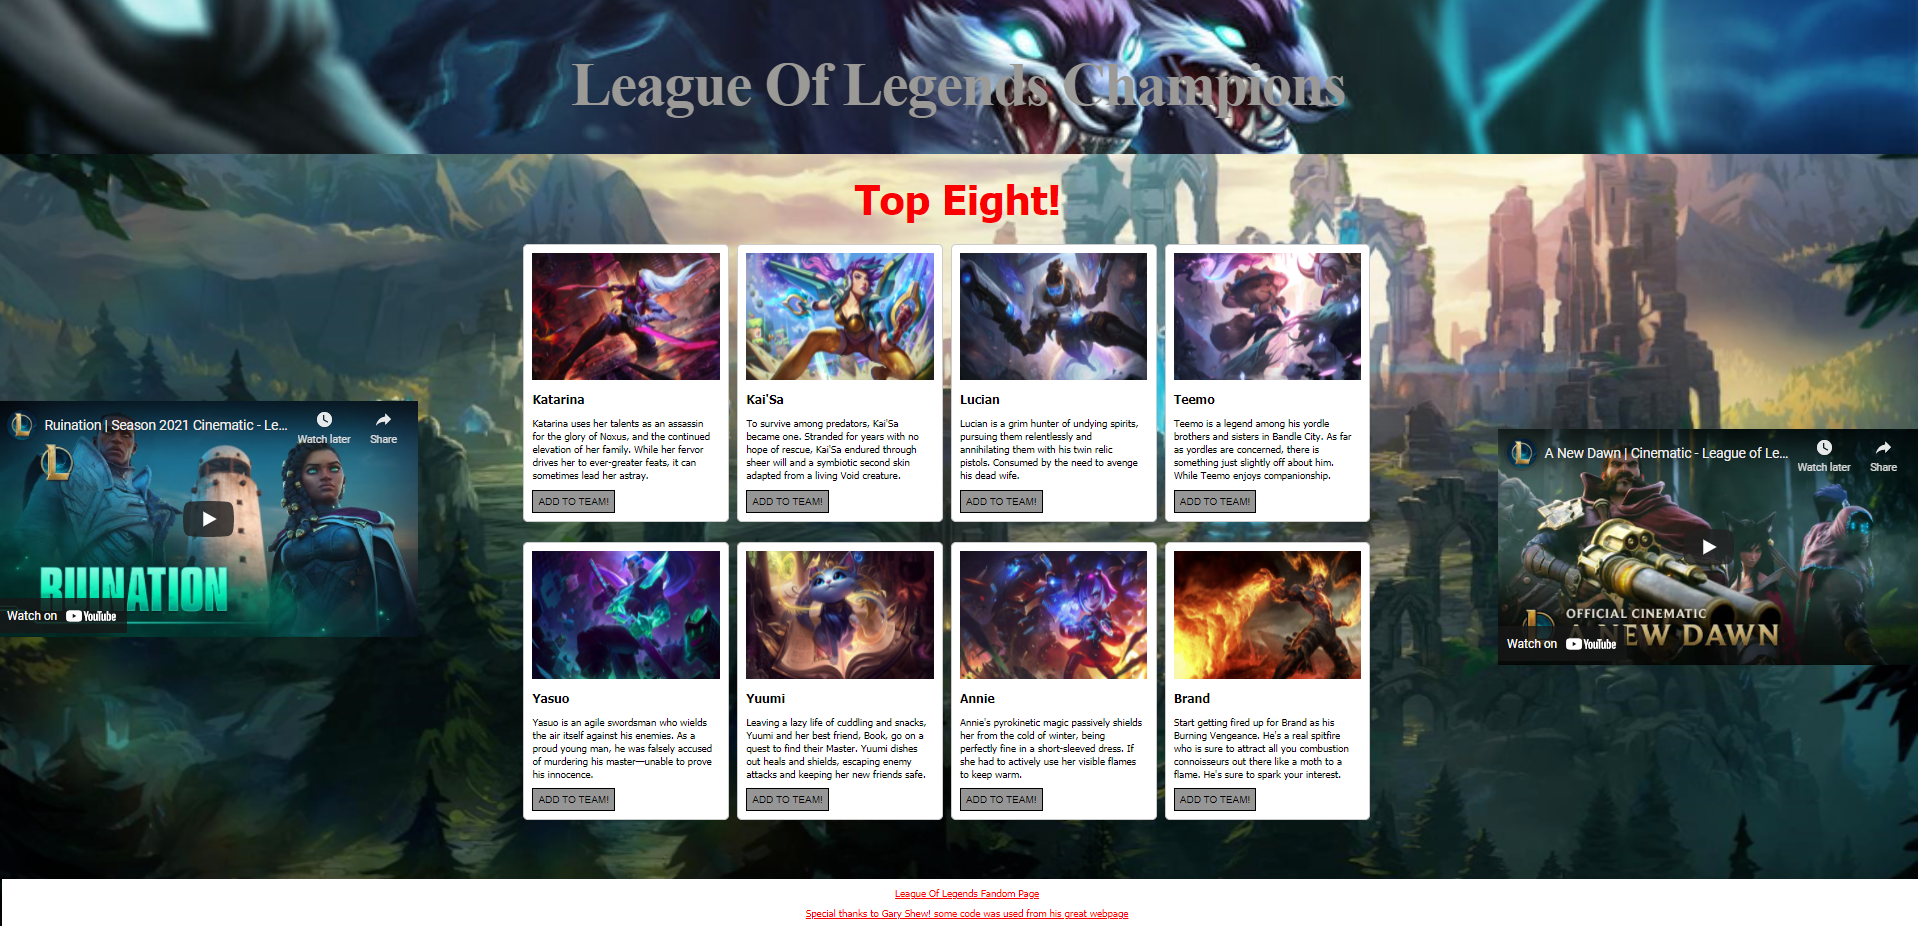 League Of Legends Champions
Top Eight!
Katarina
Katarina uses her talents as an assassin
for the glory of Noxus, and the continued
elevation of her family. While her fervor
drives her to ever-greater feats, it can
sometimes lead her astray.
ADD TO TEAM!
Kai'Sa
To survive among predators, Kai'Sa
became one. Stranded for years with no
hope of rescue, Kai'Sa endured through
sheer will and a symbiotic second skin
adapted from a living Void creature.
ADD TO TEAM!
Lucian
Lucian is a grim hunter of undying spirits,
pursuing them relentlessly and
annihilating them with his twin relic
pistols. Consumed by the need to avenge
his dead wife.
ADD TO TEAM!
Teemo
Teemo is a legend among his yordle
brothers and sisters in Bandle City. As far
as yordles are concerned, there is
something just slightly off about him.
While Teemo enjoys companionship.
ADD TO TEAM!
Ruination | Season 2021 Cinematic - Le...
Watch later
Share
RUINATION
Watch on YouTube
A New Dawn | Cinematic - League of Le...
Watch later
Share
OFFICIAL CINEMATIC
A NEW DAWN
Watch on YouTube
Yasuo
Yasuo is an agile swordsman who wields
the air itself against his enemies. As a
proud young man, he was falsely accused
of murdering his master—unable to prove
his innocence.
ADD TO TEAM!
Yuumi
Leaving a lazy life of cuddling and snacks,
Yuumi and her best friend, Book, go on a
quest to find their Master. Yuumi dishes
out heals and shields, escaping enemy
attacks and keeping her new friends safe.
ADD TO TEAM!
Annie
Annie's pyrokinetic magic passively shields
her from the cold of winter, being
perfectly fine in a short-sleeved dress. If
she had to actively use her visible flames
to keep warm.
ADD TO TEAM!
Brand
Start getting fired up for Brand as his
Burning Vengeance. He's a real spitfire
who is sure to attract all you combustion
connoisseurs out there like a moth to a
flame. He's sure to spark your interest.
ADD TO TEAM!
League Of Legends Fandom Page
Special thanks to Gary Shew! some code was used from his great webpage